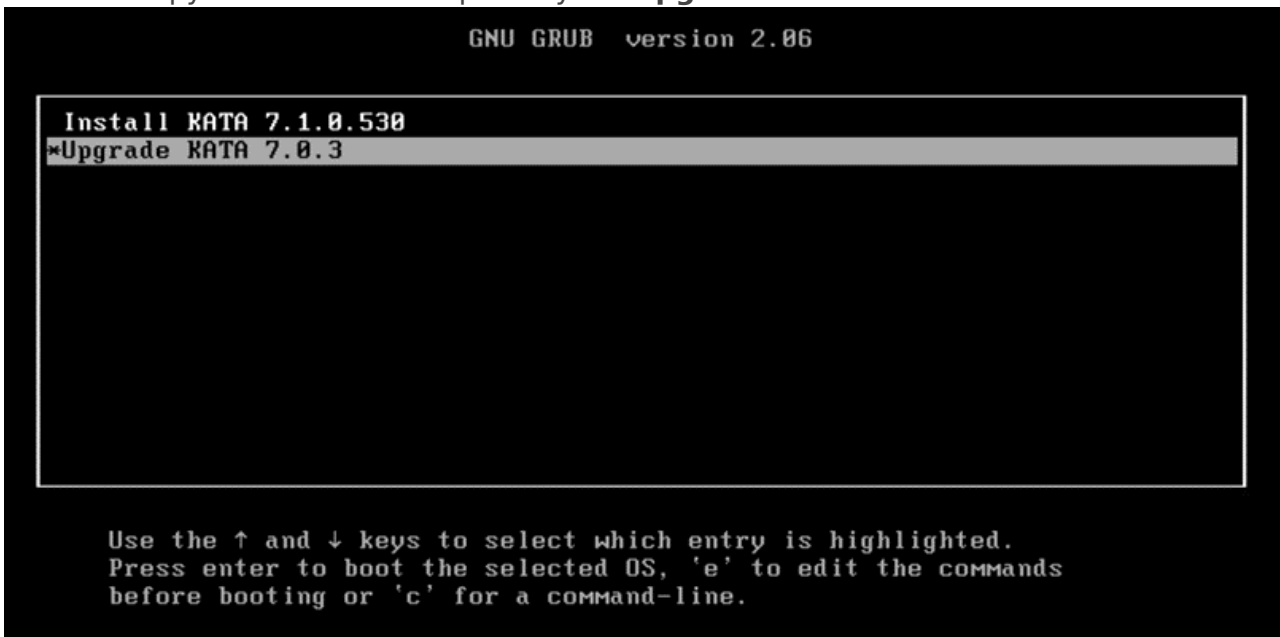 GNU GRUB  version 2.06
Install KATA 7.1.0.530
*Upgrade KATA 7.0.3
Use the ↑ and ↓ keys to select which entry is highlighted.
Press enter to boot the selected OS, 'e' to edit the commands
before booting or 'c' for a command-line.